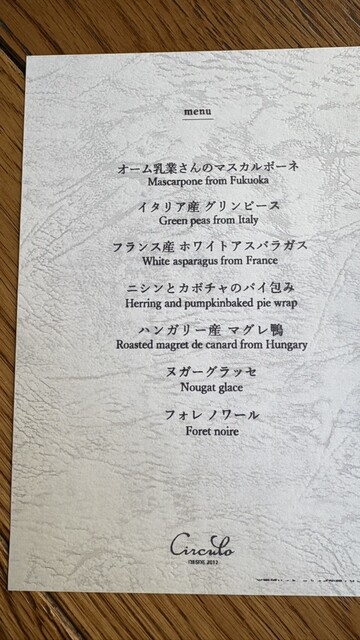 menu
オーム乳業さんのマスカルポーネ
Mascarpone from Fukuoka
イタリア産 グリンピース
Green peas from Italy
フランス産 ホワイトアスパラガス
White asparagus from France
ニシンとカボチャのパイ包み
Herring and pumpkinbaked pie wrap
ハンガリー産 マグレ鴨
Roasted magret de canard from Hungary
ヌガーグラッセ
Nougat glace
フォレ ノワール
Foret noire
Circulo